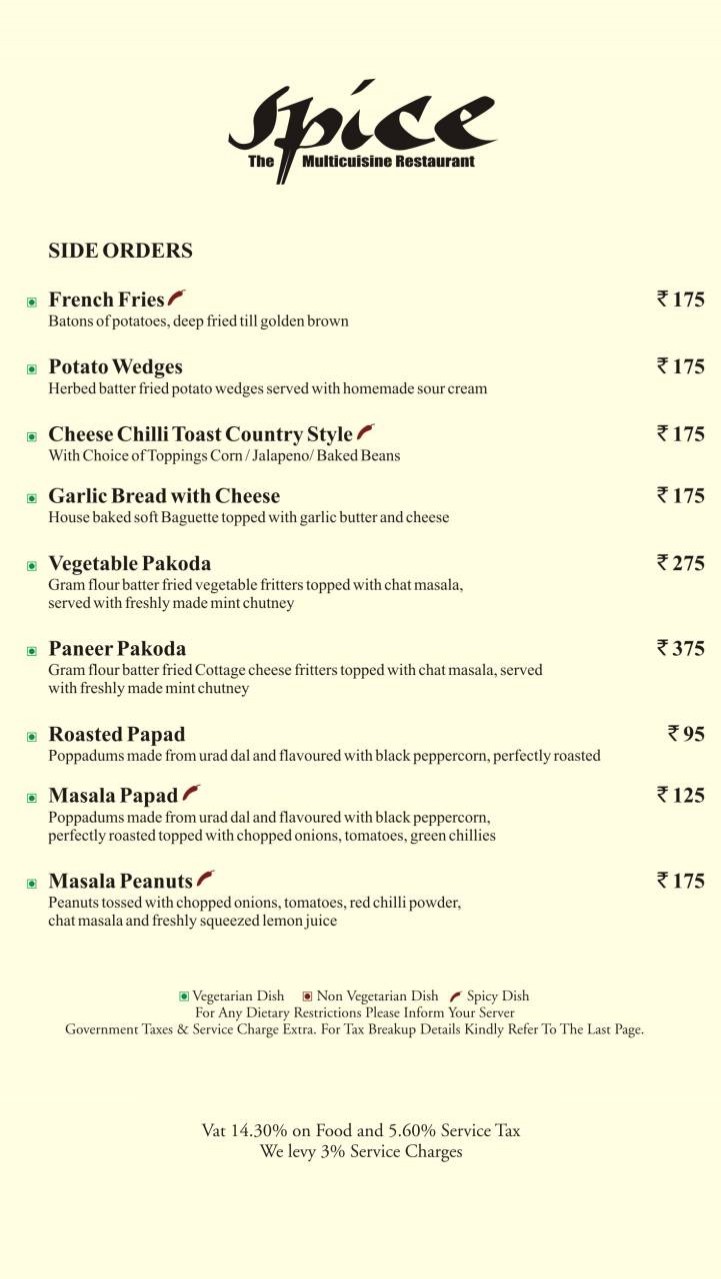 spice
The Multicuisine Restaurant
SIDE ORDERS
French Fries ₹ 175
Batons of potatoes, deep fried till golden brown
Potato Wedges ₹ 175
Herbed batter fried potato wedges served with homemade sour cream
Cheese Chilli Toast Country Style ₹ 175
With Choice of Toppings Corn / Jalapeno/ Baked Beans
Garlic Bread with Cheese ₹ 175
House baked soft Baguette topped with garlic butter and cheese
Vegetable Pakoda ₹ 275
Gram flour batter fried vegetable fritters topped with chat masala,
served with freshly made mint chutney
Paneer Pakoda ₹ 375
Gram flour batter fried Cottage cheese fritters topped with chat masala, served
with freshly made mint chutney
Roasted Papad ₹ 95
Poppadums made from urad dal and flavoured with black peppercorn, perfectly roasted
Masala Papad ₹ 125
Poppadums made from urad dal and flavoured with black peppercorn,
perfectly roasted topped with chopped onions, tomatoes, green chillies
Masala Peanuts ₹ 175
Peanuts tossed with chopped onions, tomatoes, red chilli powder,
chat masala and freshly squeezed lemon juice
Vegetarian Dish Non Vegetarian Dish Spicy Dish
For Any Dietary Restrictions Please Inform Your Server
Government Taxes & Service Charge Extra. For Tax Breakup Details Kindly Refer To The Last Page.
Vat 14.30% on Food and 5.60% Service Tax
We levy 3% Service Charges